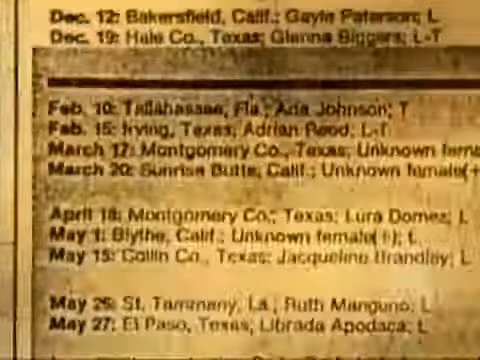 Dec. 12: Bakersfield, Calif.; Gayle Paterson; L
Dec. 19: Hale Co., Texas; Glenna Biggers; L-T
Feb. 10: Tallahassee, Fla.; Ada Johnson; T
Feb. 15: Irving, Texas; Adrian Reed; L-T
March 17: Montgomery Co., Texas; Unknown fema
March 20: Sunrise Butte, Calif.; Unknown female(+
April 18: Montgomery Co.; Texas; Lura Domez; L
May 1: Blythe, Calif.; Unknown female(+); L
May 15: Collin Co., Texas; Jacqueline Brandley; L
May 26: St. Tammany, La.; Ruth Manguno; L
May 27: El Paso, Texas; Librada Apodaca; L